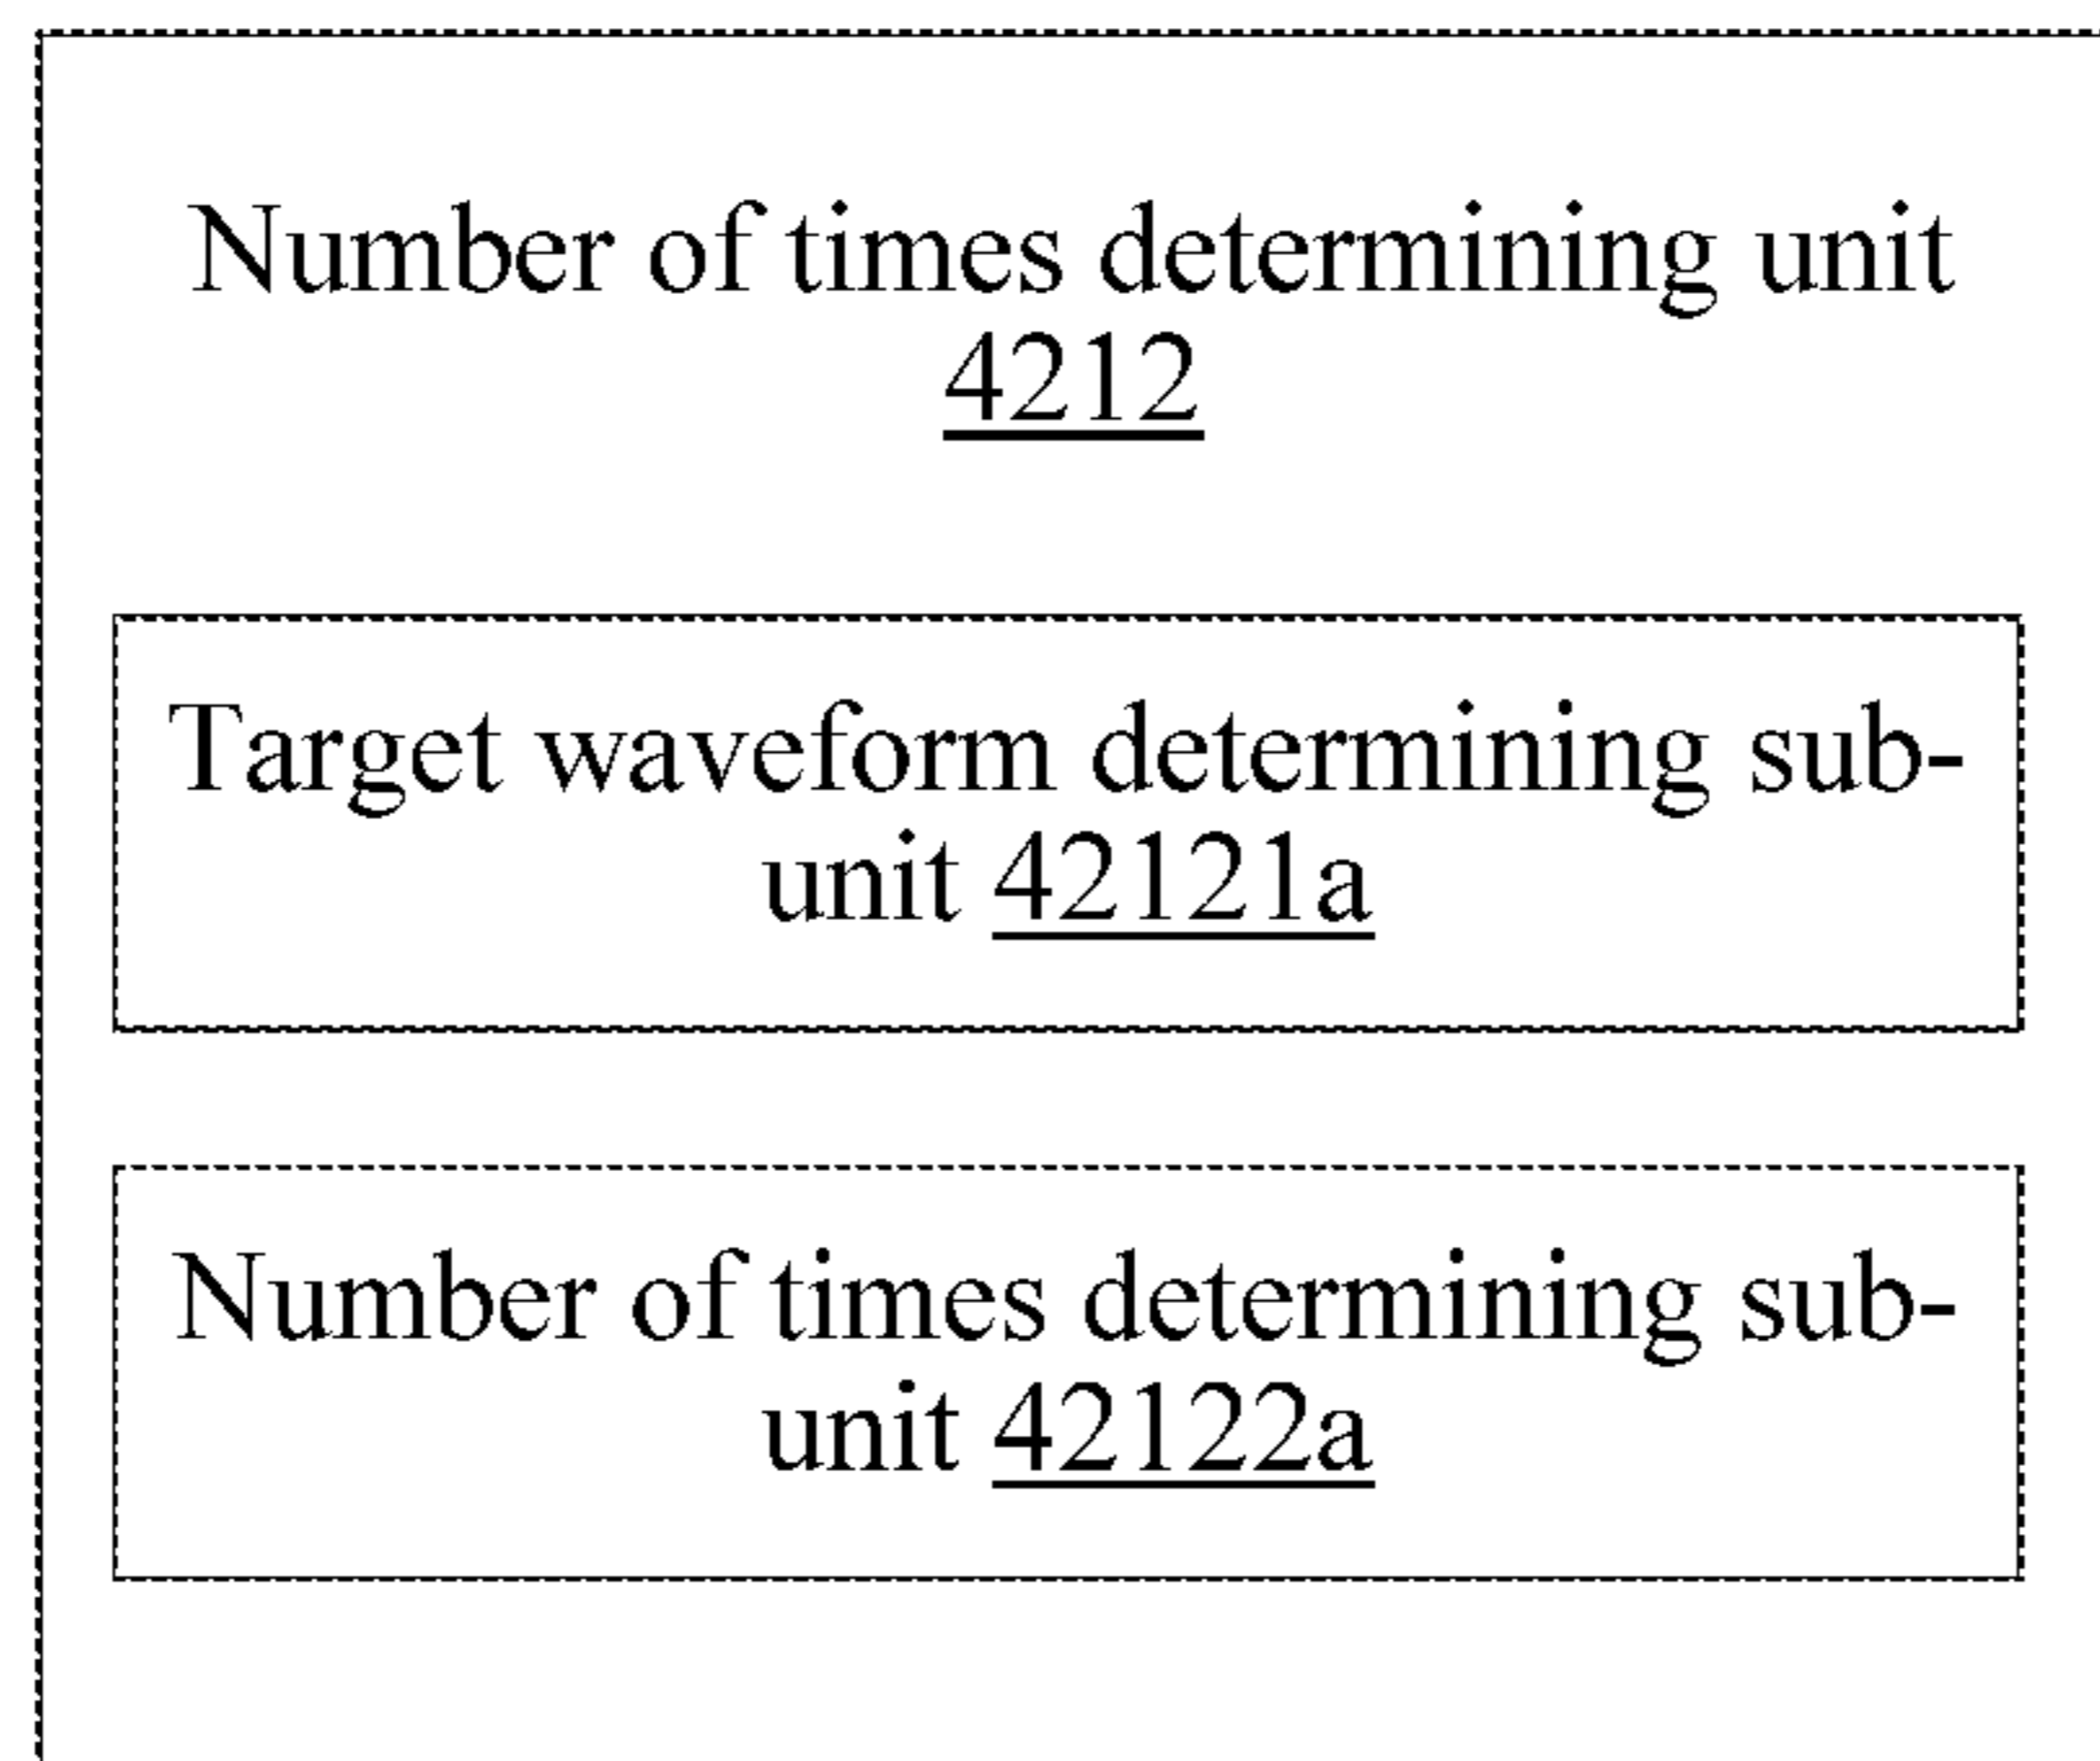 Number of times determining unit
4212
Target waveform determining sub-
unit 42121a
Number of times determining sub-
unit 42122a